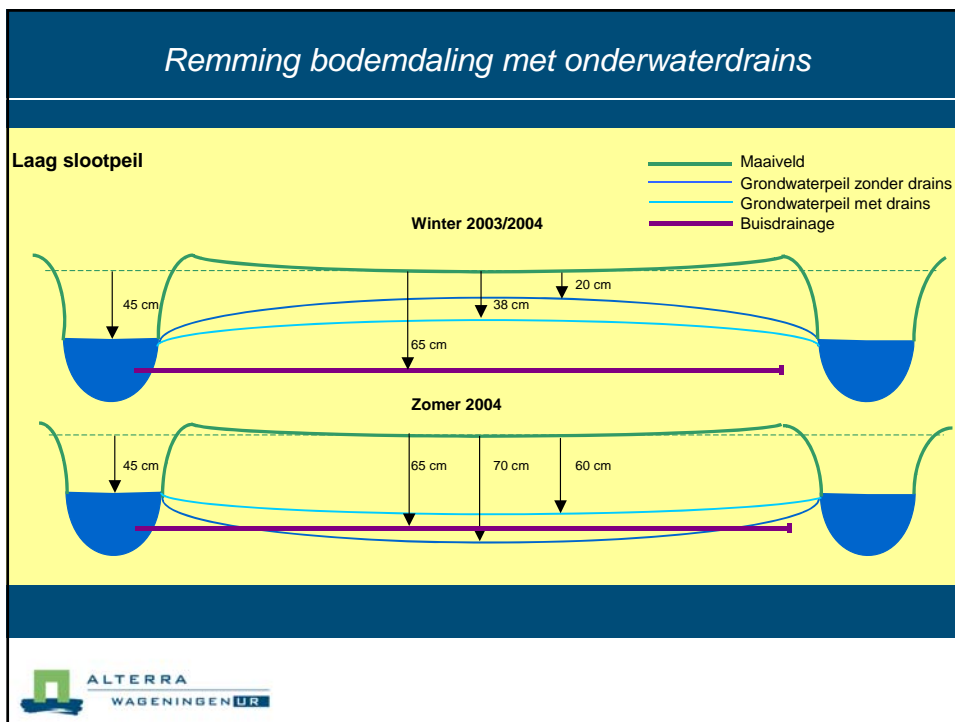 Remming bodemdaling met onderwaterdrains
Laag slootpeil
Maaiveld
Grondwaterpeil zonder drains
Grondwaterpeil met drains
Buisdrainage
Winter 2003/2004
45 cm
65 cm
38 cm
20 cm
Zomer 2004
45 cm
65 cm
70 cm
60 cm
ALTERRA
WAGENINGEN UR